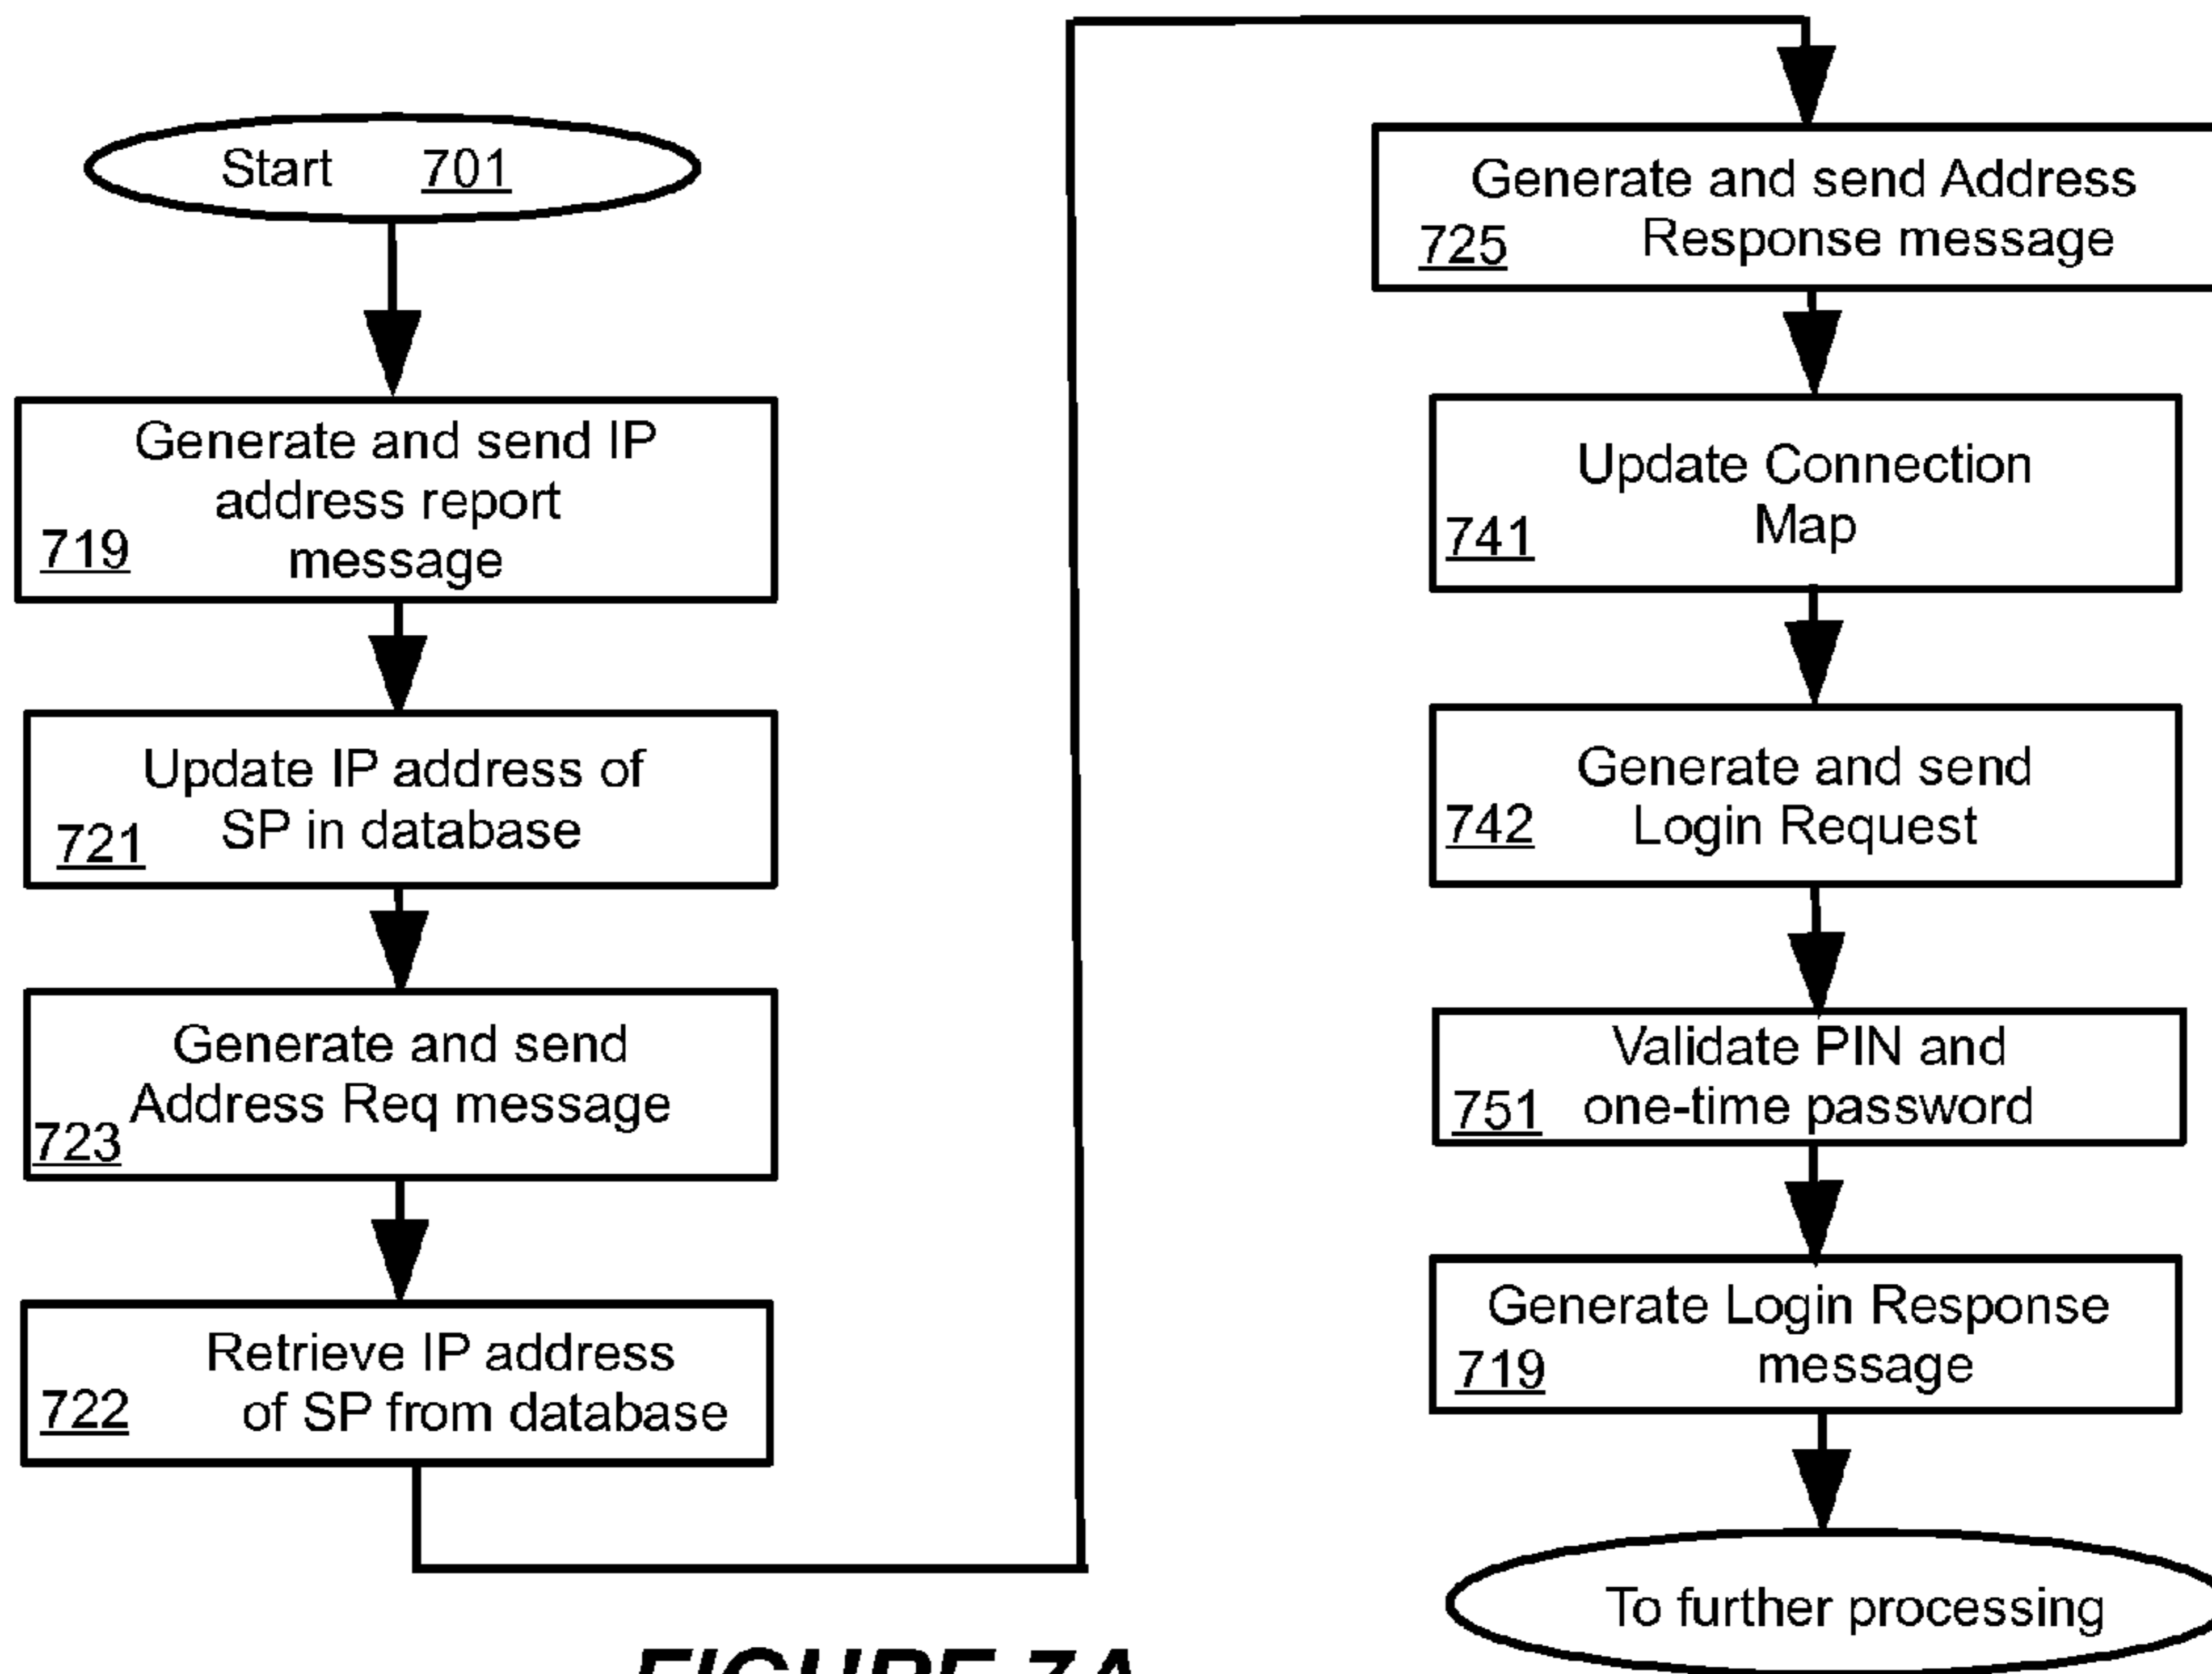 Start 701
Generate and send IP
address report
719 message
Update IP address of
721 SP in database
Generate and send
Address Req message
723
Retrieve IP address
722 of SP from database
Generate and send Address
725 Response message
Update Connection
741 Map
Generate and send
742 Login Request
Validate PIN and
751 one-time password
Generate Login Response
719 message
To further processing
FIGURE 7A